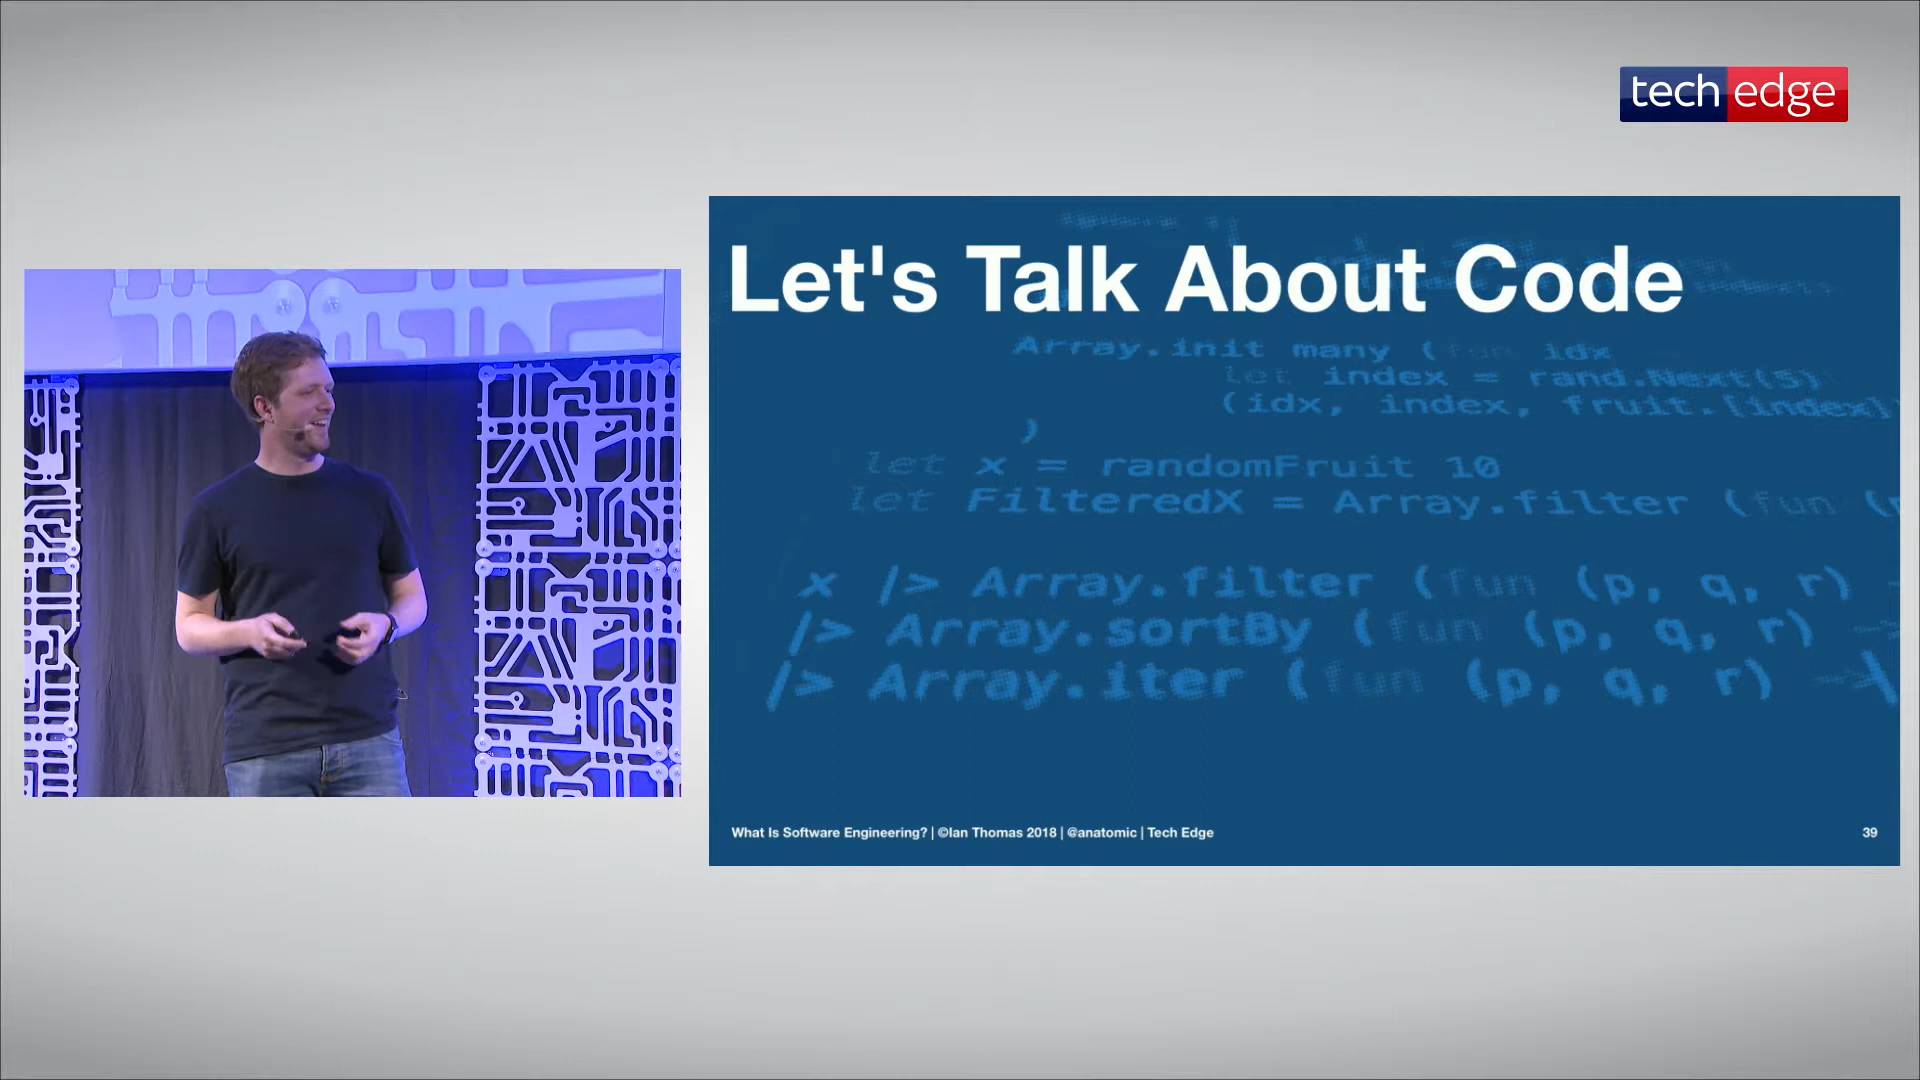 tech edge
Let's Talk About Code
Array.init many ( fun idx
let index = rand.Next(5)
(idx, index, fruit.[index]
)
let x = randomFruit 10
let FilteredX = Array.filter (fun (
x |> Array.filter (fun (p, q, r)
|> Array.sortBy (fun (p, q, r) ->
|> Array.iter (fun (p, q, r) ->
What Is Software Engineering? | ©Ian Thomas 2018 | @anatomic | Tech Edge
39